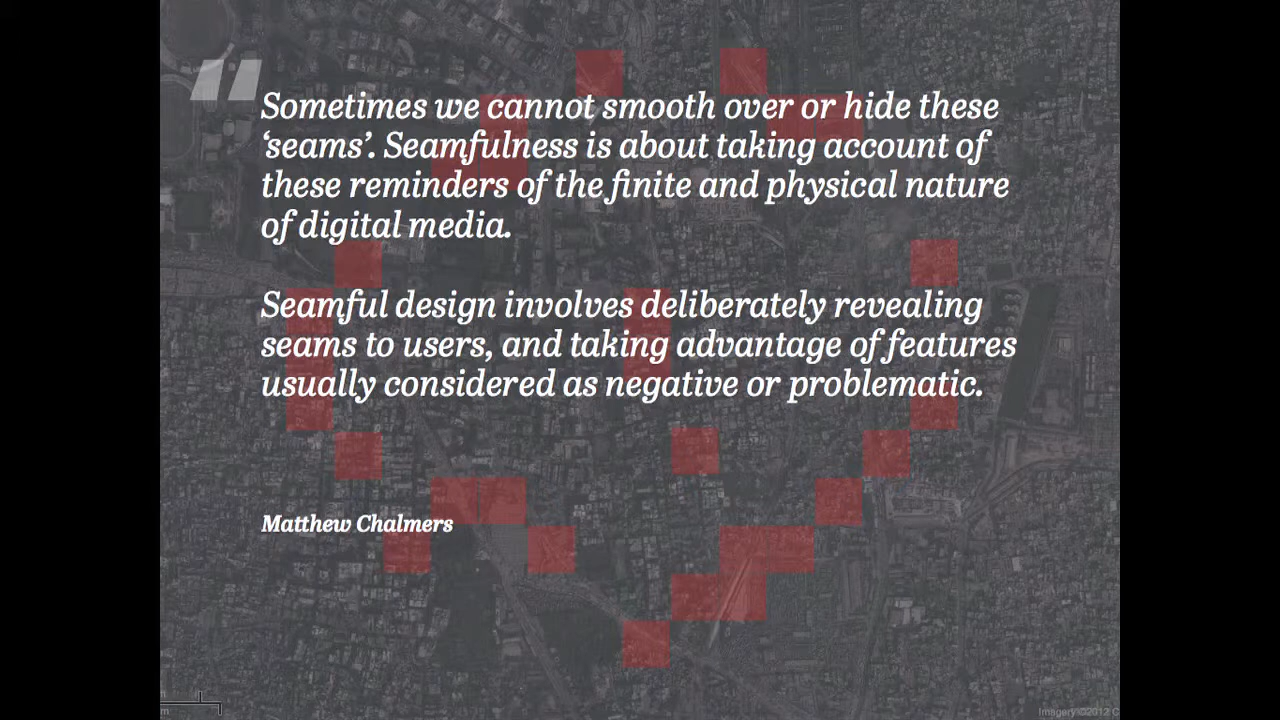 "
Sometimes we cannot smooth over or hide these
‘seams’. Seamfulness is about taking account of
these reminders of the finite and physical nature
of digital media.
Seamful design involves deliberately revealing
seams to users, and taking advantage of features
usually considered as negative or problematic.
Matthew Chalmers
m
Imagery ©2012 C